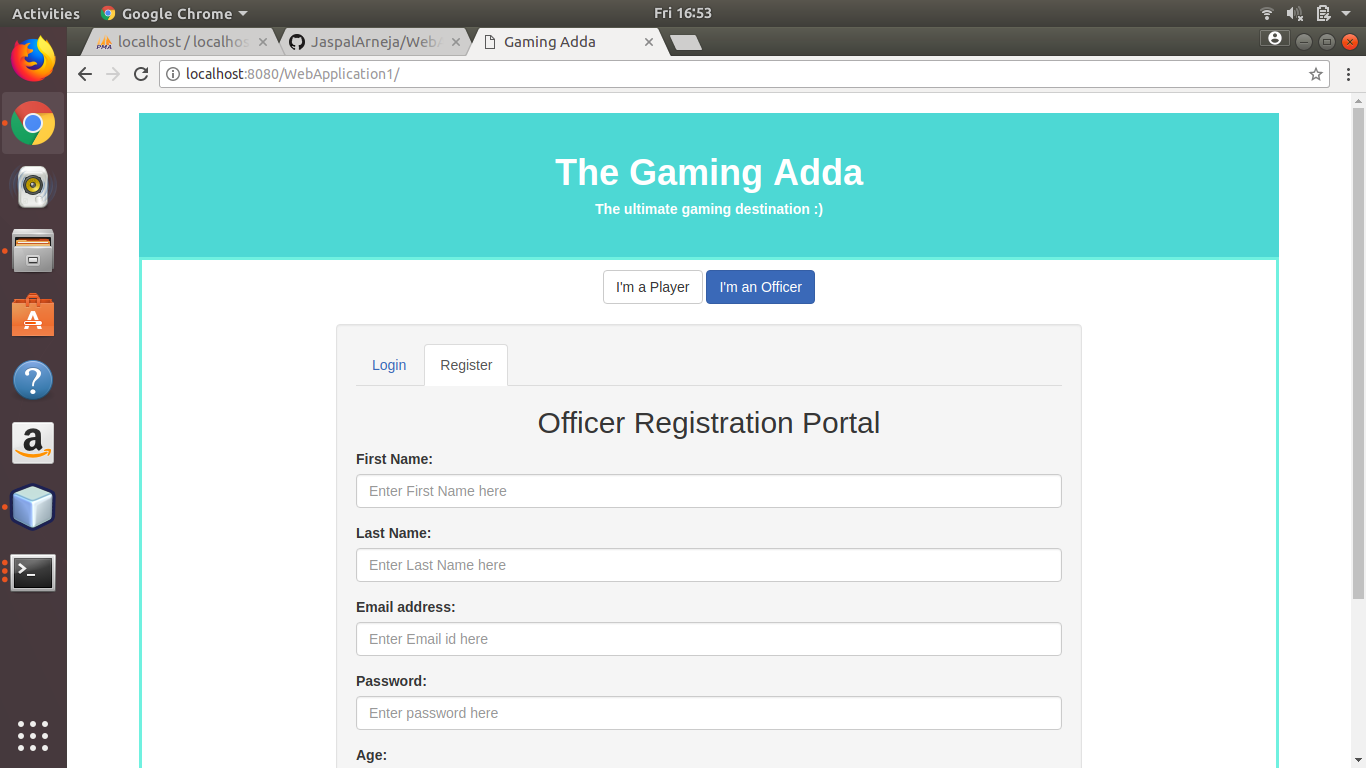 Activities Google Chrome Fri 16:53
localhost / localhos JaspalArneja/WebA Gaming Adda
localhost:8080/WebApplication1/
The Gaming Adda
The ultimate gaming destination :)
I'm a Player I'm an Officer
Login Register
Officer Registration Portal
First Name:
Enter First Name here
Last Name:
Enter Last Name here
Email address:
Enter Email id here
Password:
Enter password here
Age: